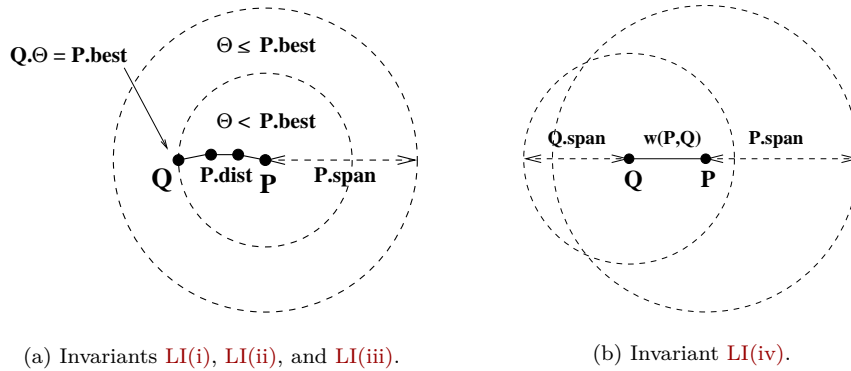 Θ ≤ P.best
Q.Θ = P.best
Θ < P.best
Q
P.dist
P
P.span
(a) Invariants LI(i), LI(ii), and LI(iii).
Q.span
w(P,Q)
P.span
Q
P
(b) Invariant LI(iv).